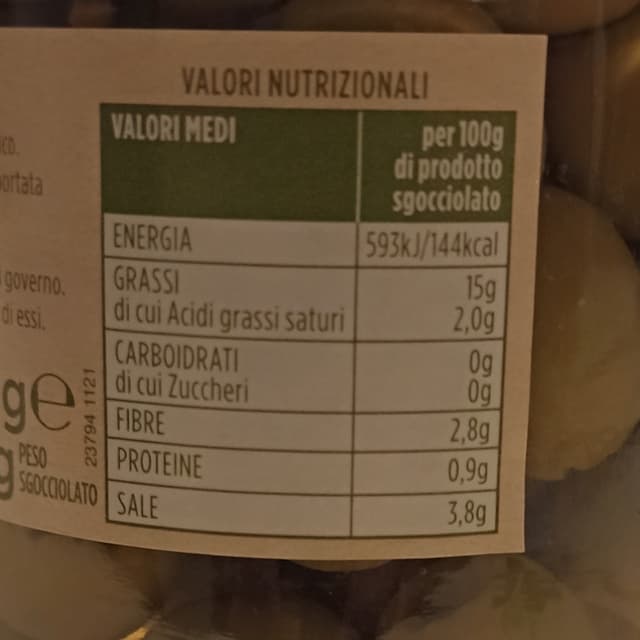 VALORI NUTRIZIONALI
VALORI MEDI per 100g
di prodotto
sgocciolato
ENERGIA 593kJ/144kcal
GRASSI 15g
di cui Acidi grassi saturi 2,0g
CARBOIDRATI 0g
di cui Zuccheri 0g
FIBRE 2,8g
PROTEINE 0,9g
SALE 3,8g
governo.
di essi.
g e
g PESO
SGOCCIOLATO
23794 1121